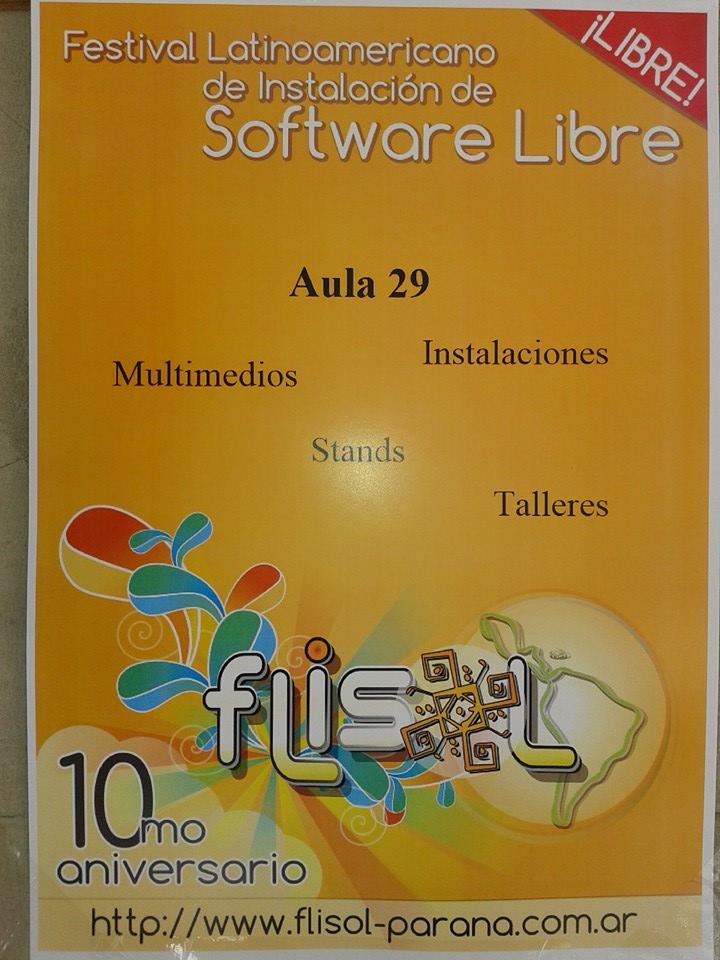 ¡LIBRE!
Festival Latinoamericano
de Instalación de
Software Libre
Aula 29
Instalaciones
Multimedios
Stands
Talleres
flisol
10mo
aniversario
http://www.flisol-parana.com.ar